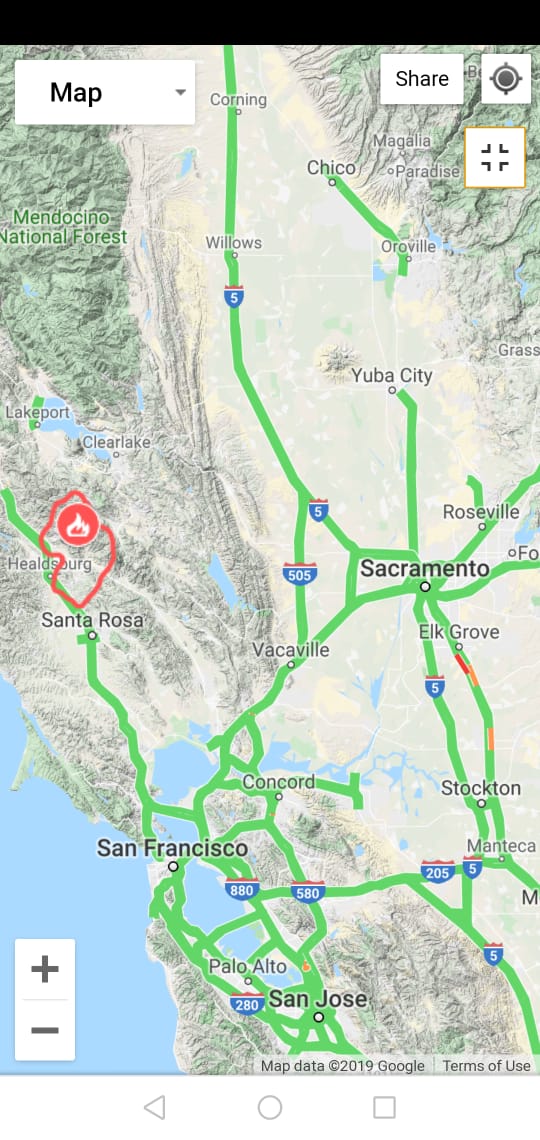 Map
Share
Be
Corning
Magalia
Chico
Paradise
Mendocino
National Forest
Willows
Oroville
5
Grass
Yuba City
Lakeport
Clearlake
5
Roseville
Healdsburg
505
Sacramento
Fo
Santa Rosa
Elk Grove
Vacaville
5
Concord
Stockton
San Francisco
Manteca
205
5
880
580
M
5
Palo Alto
280
San Jose
Map data ©2019 Google
Terms of Use